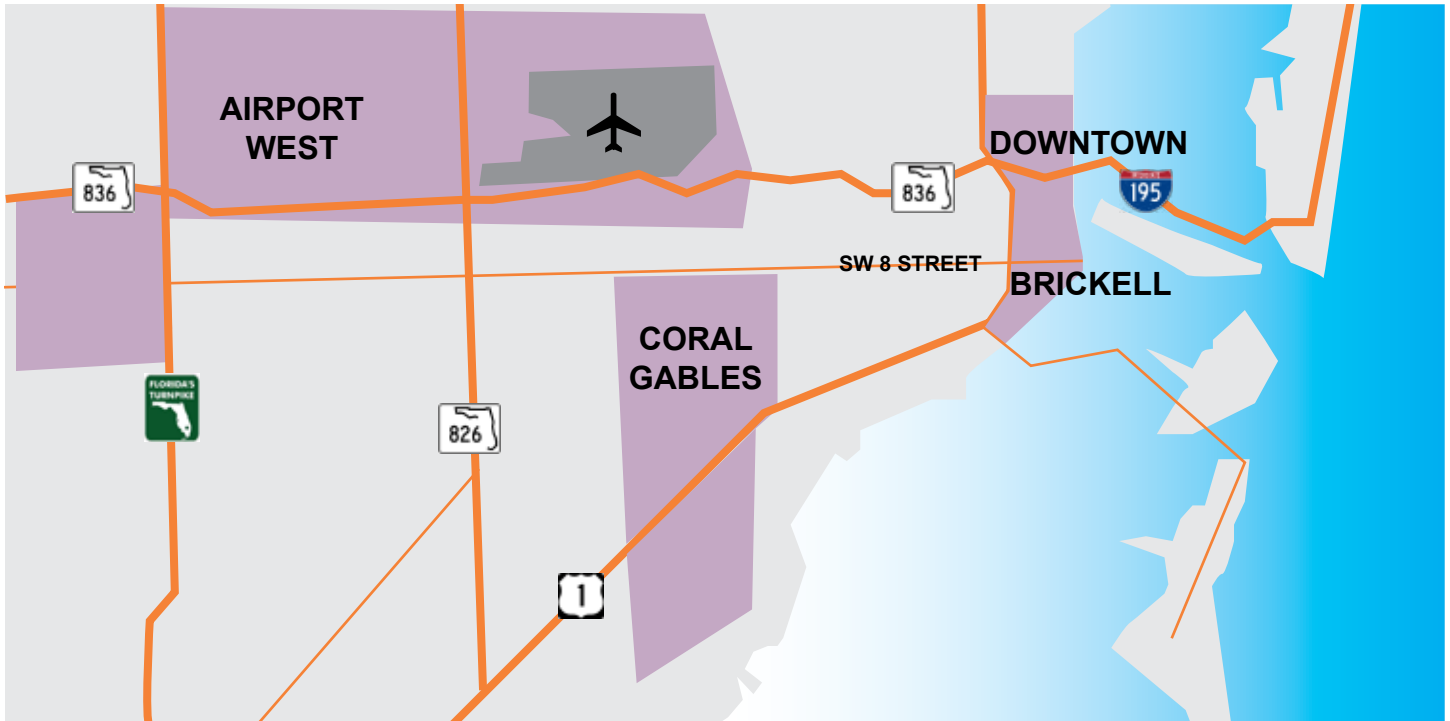 AIRPORT
WEST
DOWNTOWN
836
836
195
SW 8 STREET
BRICKELL
CORAL
GABLES
FLORIDA'S
TURNPIKE
826
1